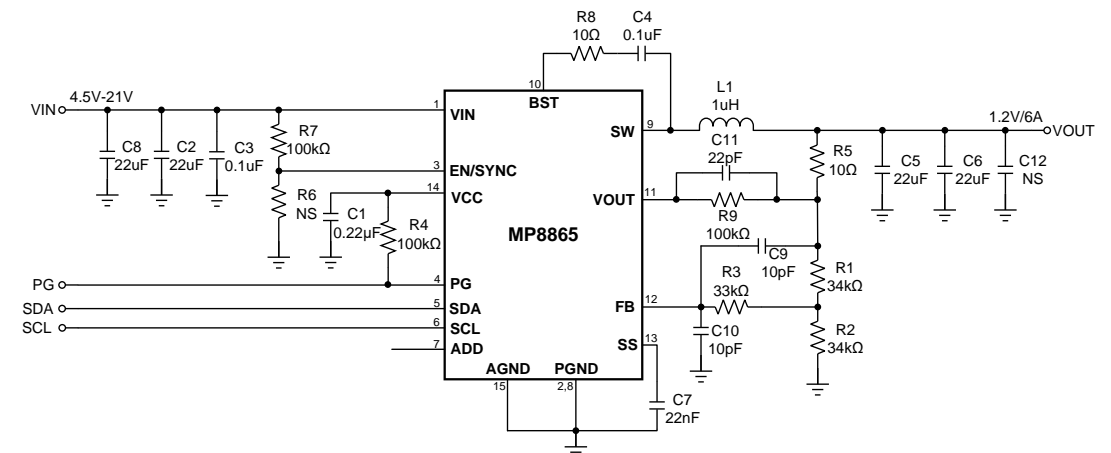 R8
10Ω
C4
0.1uF
10
BST
VIN
4.5V-21V
1
VIN
L1
1uH
SW
9
1.2V/6A
VOUT
C8
22uF
C2
22uF
C3
0.1uF
R7
100kΩ
C11
22pF
R5
10Ω
C5
22uF
C6
22uF
C12
NS
3
EN/SYNC
R6
NS
14
VCC
VOUT
11
C1
0.22µF
R4
100kΩ
R9
100kΩ
MP8865
C9
10pF
PG
4
PG
R3
33kΩ
R1
34kΩ
SDA
5
SDA
FB
12
SCL
6
SCL
C10
10pF
R2
34kΩ
7
ADD
SS
13
AGND
PGND
15
2,8
C7
22nF